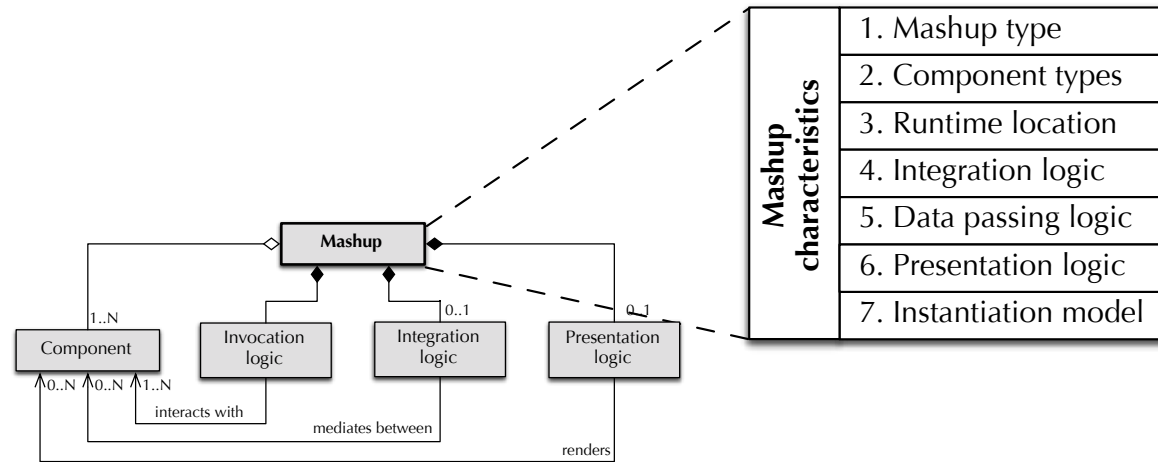 Mashup
characteristics
1. Mashup type
2. Component types
3. Runtime location
4. Integration logic
5. Data passing logic
6. Presentation logic
7. Instantiation model
Mashup
1..N
0..1
0..1
Component
Invocation
logic
Integration
logic
Presentation
logic
0..N
0..N
1..N
interacts with
mediates between
renders